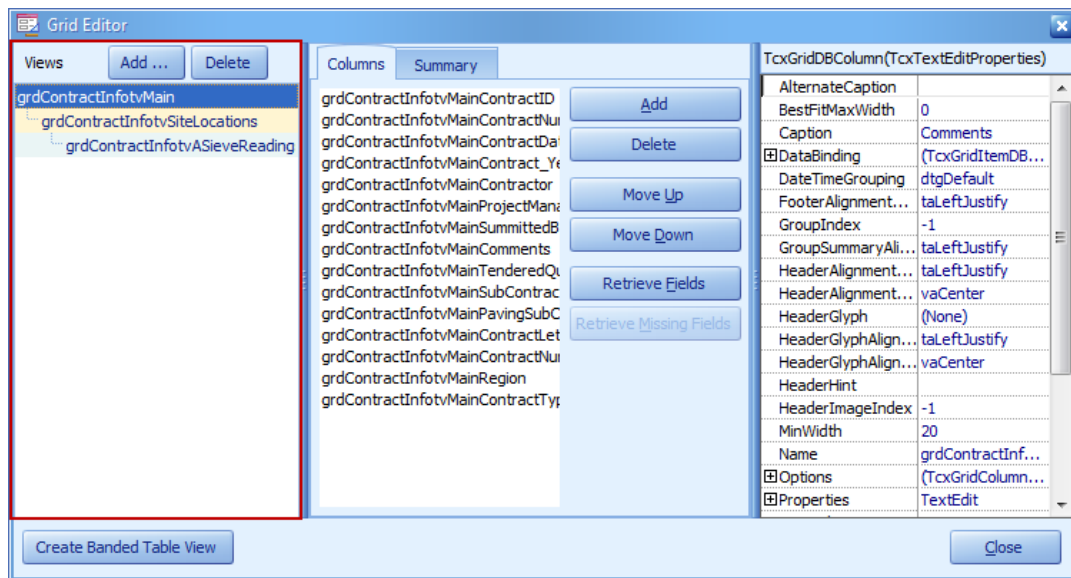 Grid Editor
Views
Add ...
Delete
grdContractInfotvMain
grdContractInfotvSiteLocations
grdContractInfotvASieveReading
Columns
Summary
grdContractInfotvMainContractID
grdContractInfotvMainContractNu
grdContractInfotvMainContractDa
grdContractInfotvMainContract_Ye
grdContractInfotvMainContractor
grdContractInfotvMainProjectMana
grdContractInfotvMainSummittedB
grdContractInfotvMainComments
grdContractInfotvMainTenderedQu
grdContractInfotvMainSubContrac
grdContractInfotvMainPavingSubC
grdContractInfotvMainContractLet
grdContractInfotvMainContractNu
grdContractInfotvMainRegion
grdContractInfotvMainContractTyp
Add
Delete
Move Up
Move Down
Retrieve Fields
Retrieve Missing Fields
TcxGridDBColumn(TcxTextEditProperties)
AlternateCaption
BestFitMaxWidth 0
Caption Comments
DataBinding (TcxGridItemDB...
DateTimeGrouping dtgDefault
FooterAlignment... taLeftJustify
GroupIndex -1
GroupSummaryAli... taLeftJustify
HeaderAlignment... taLeftJustify
HeaderAlignment... vaCenter
HeaderGlyph (None)
HeaderGlyphAlign... taLeftJustify
HeaderGlyphAlign... vaCenter
HeaderHint
HeaderImageIndex -1
MinWidth 20
Name grdContractInf...
Options (TcxGridColumn...
Properties TextEdit
Create Banded Table View
Close